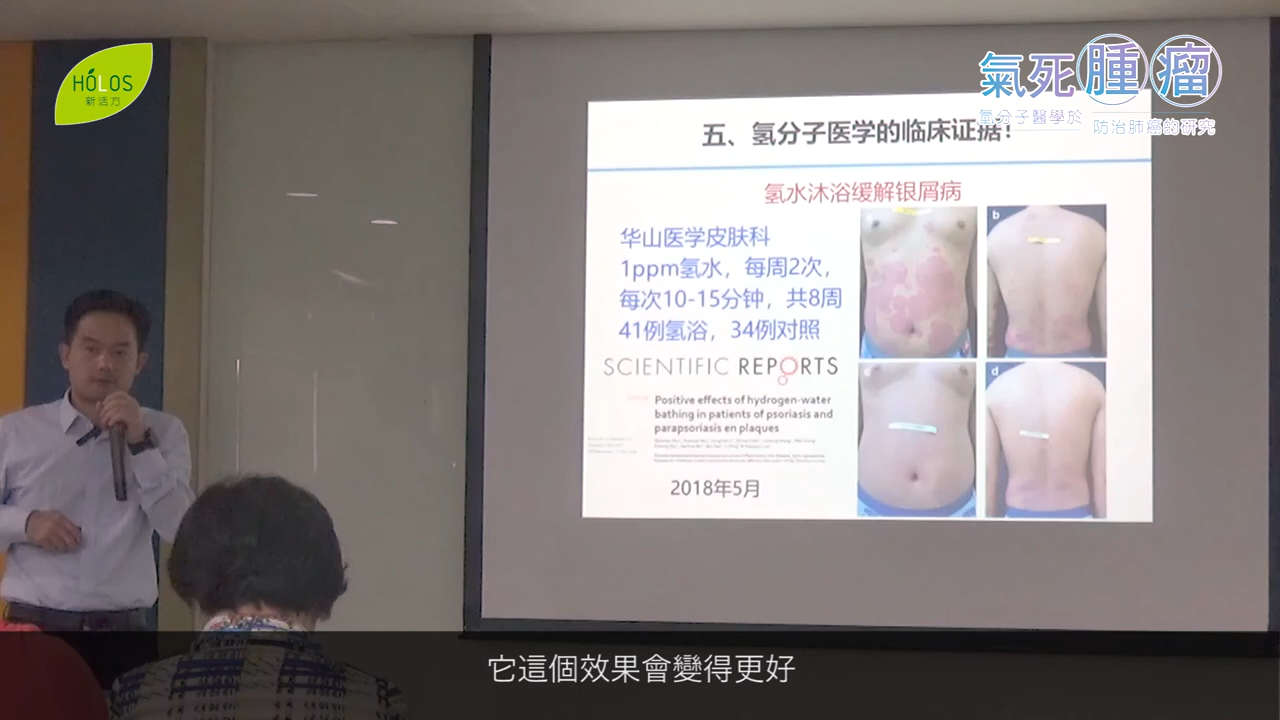 HOLOS
新活方
氣死腫瘤
氫分子醫學於
防治肺癌的研究
五、氢分子医学的临床证据！
氢水沐浴缓解银屑病
华山医学皮肤科
1ppm氢水，每周2次，
每次10-15分钟，共8周
41例氢浴，34例对照
SCIENTIFIC REPORTS
Positive effects of hydrogen-water
bathing in patients of psoriasis and
parapsoriasis en plaques
2018年5月
b
d
它這個效果會變得更好